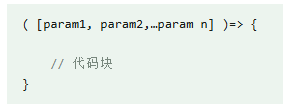 ( [param1, param2,…param n] )=> {
// 代码块
}